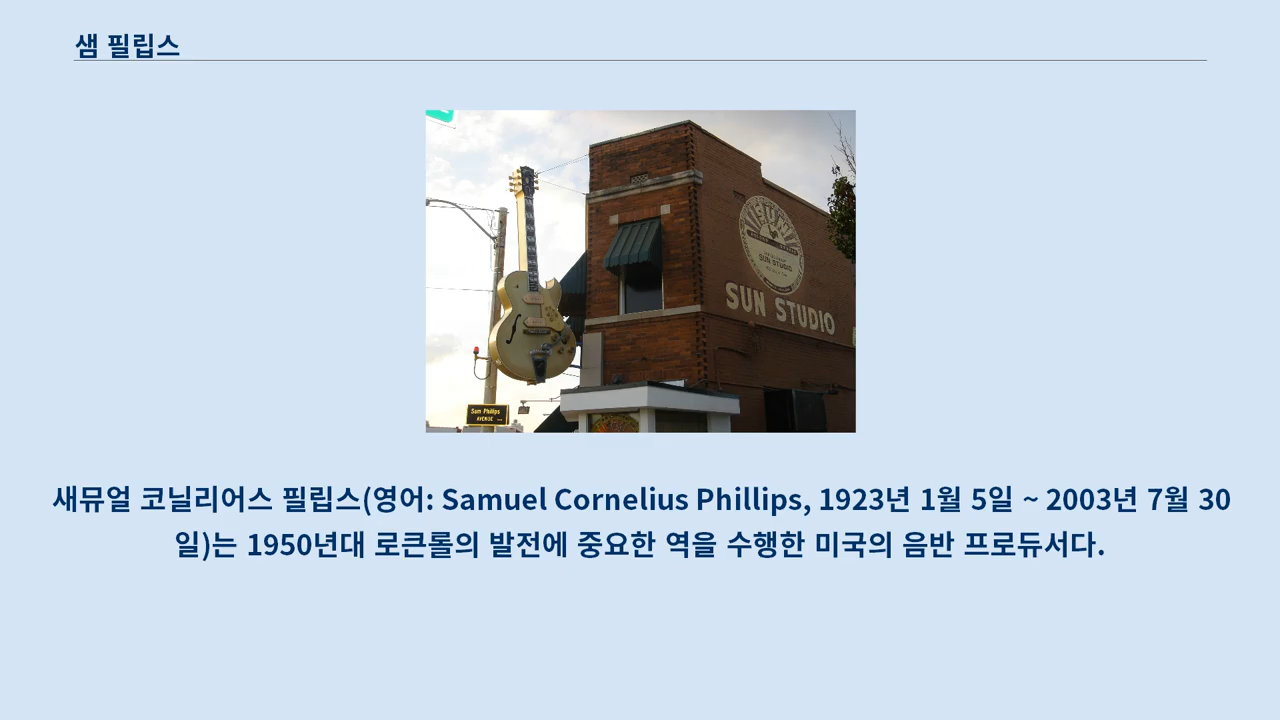 샘 필립스
SUN
SUN STUDIO
SUN STUDIO
Sam Phillips
AVENUE
새뮤얼 코닐리어스 필립스(영어: Samuel Cornelius Phillips, 1923년 1월 5일 ~ 2003년 7월 30
일)는 1950년대 로큰롤의 발전에 중요한 역을 수행한 미국의 음반 프로듀서다.